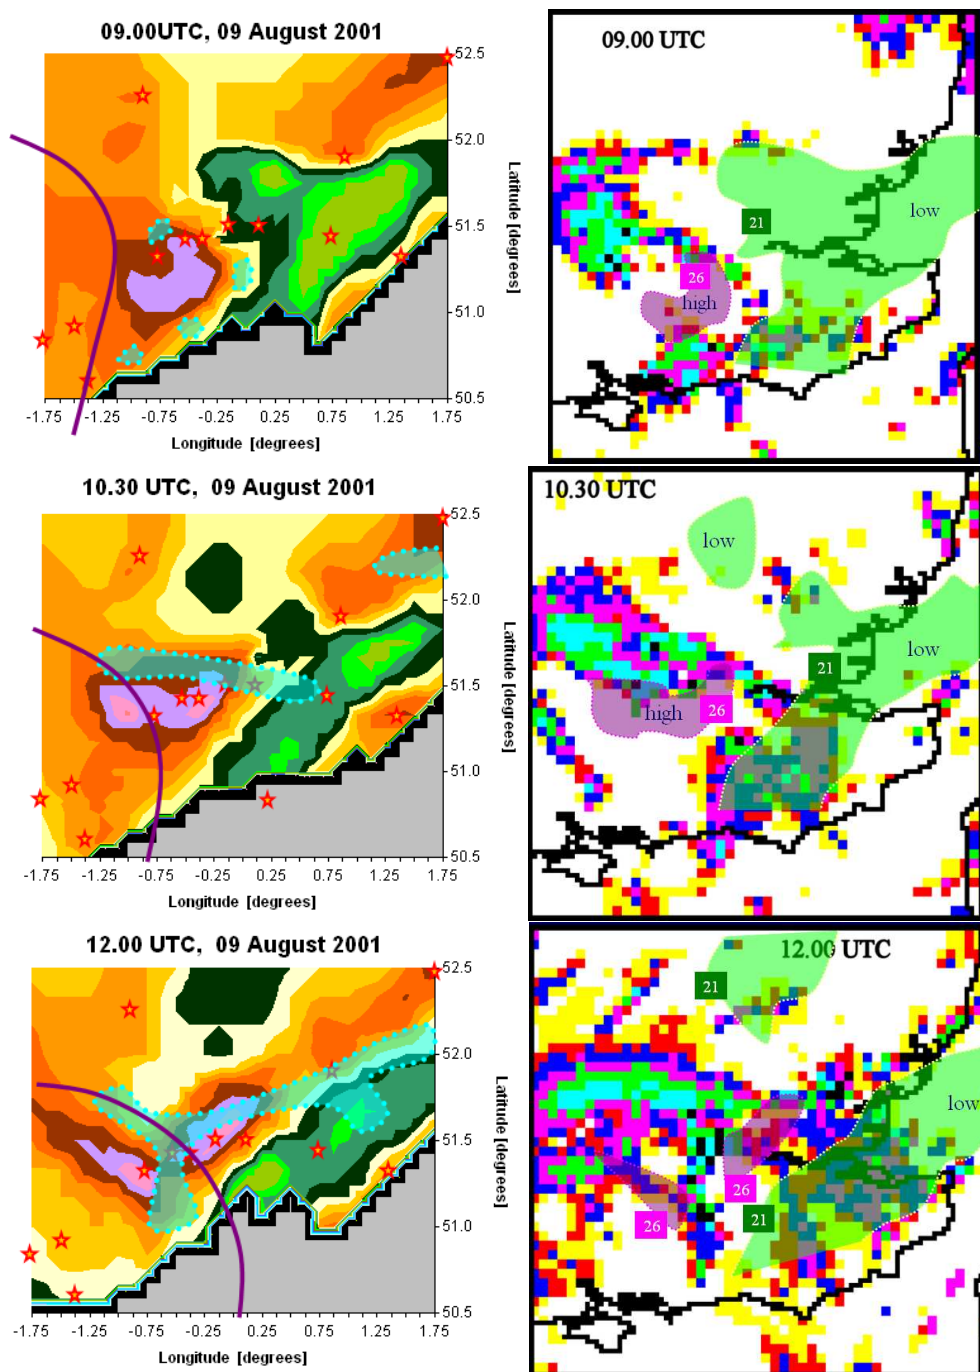 09.00UTC, 09 August 2001
52.5
52.0
51.5
51.0
50.5
Latitude [degrees]
-1.75 -1.25 -0.75 -0.25 0.25 0.75 1.25 1.75
Longitude [degrees]
09.00 UTC
21
low
26
high
10.30 UTC, 09 August 2001
52.5
52.0
51.5
51.0
50.5
Latitude [degrees]
-1.75 -1.25 -0.75 -0.25 0.25 0.75 1.25 1.75
Longitude [degrees]
10.30 UTC
low
21
low
high
26
12.00 UTC, 09 August 2001
52.5
52.0
51.5
51.0
50.5
Latitude [degrees]
-1.75 -1.25 -0.75 -0.25 0.25 0.75 1.25 1.75
Longitude [degrees]
12.00 UTC
21
low
26
26
21